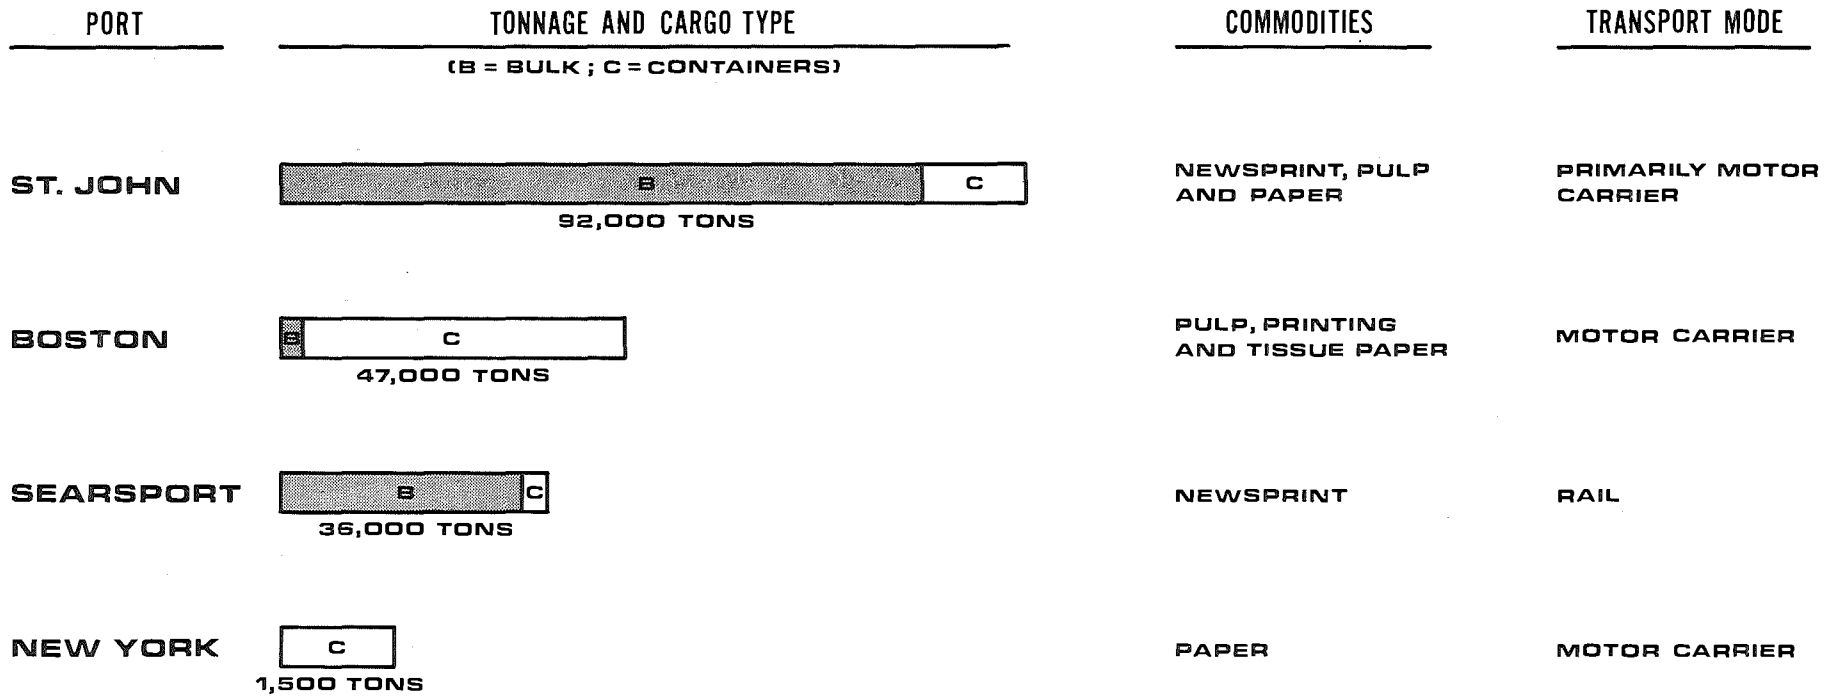 PORT TONNAGE AND CARGO TYPE COMMODITIES TRANSPORT MODE
(B = BULK ; C = CONTAINERS)
ST. JOHN B C NEWSPRINT, PULP PRIMARILY MOTOR
AND PAPER CARRIER
92,000 TONS
BOSTON B C PULP, PRINTING MOTOR CARRIER
AND TISSUE PAPER
47,000 TONS
SEARSPORT B C NEWSPRINT RAIL
36,000 TONS
NEW YORK C PAPER MOTOR CARRIER
1,500 TONS